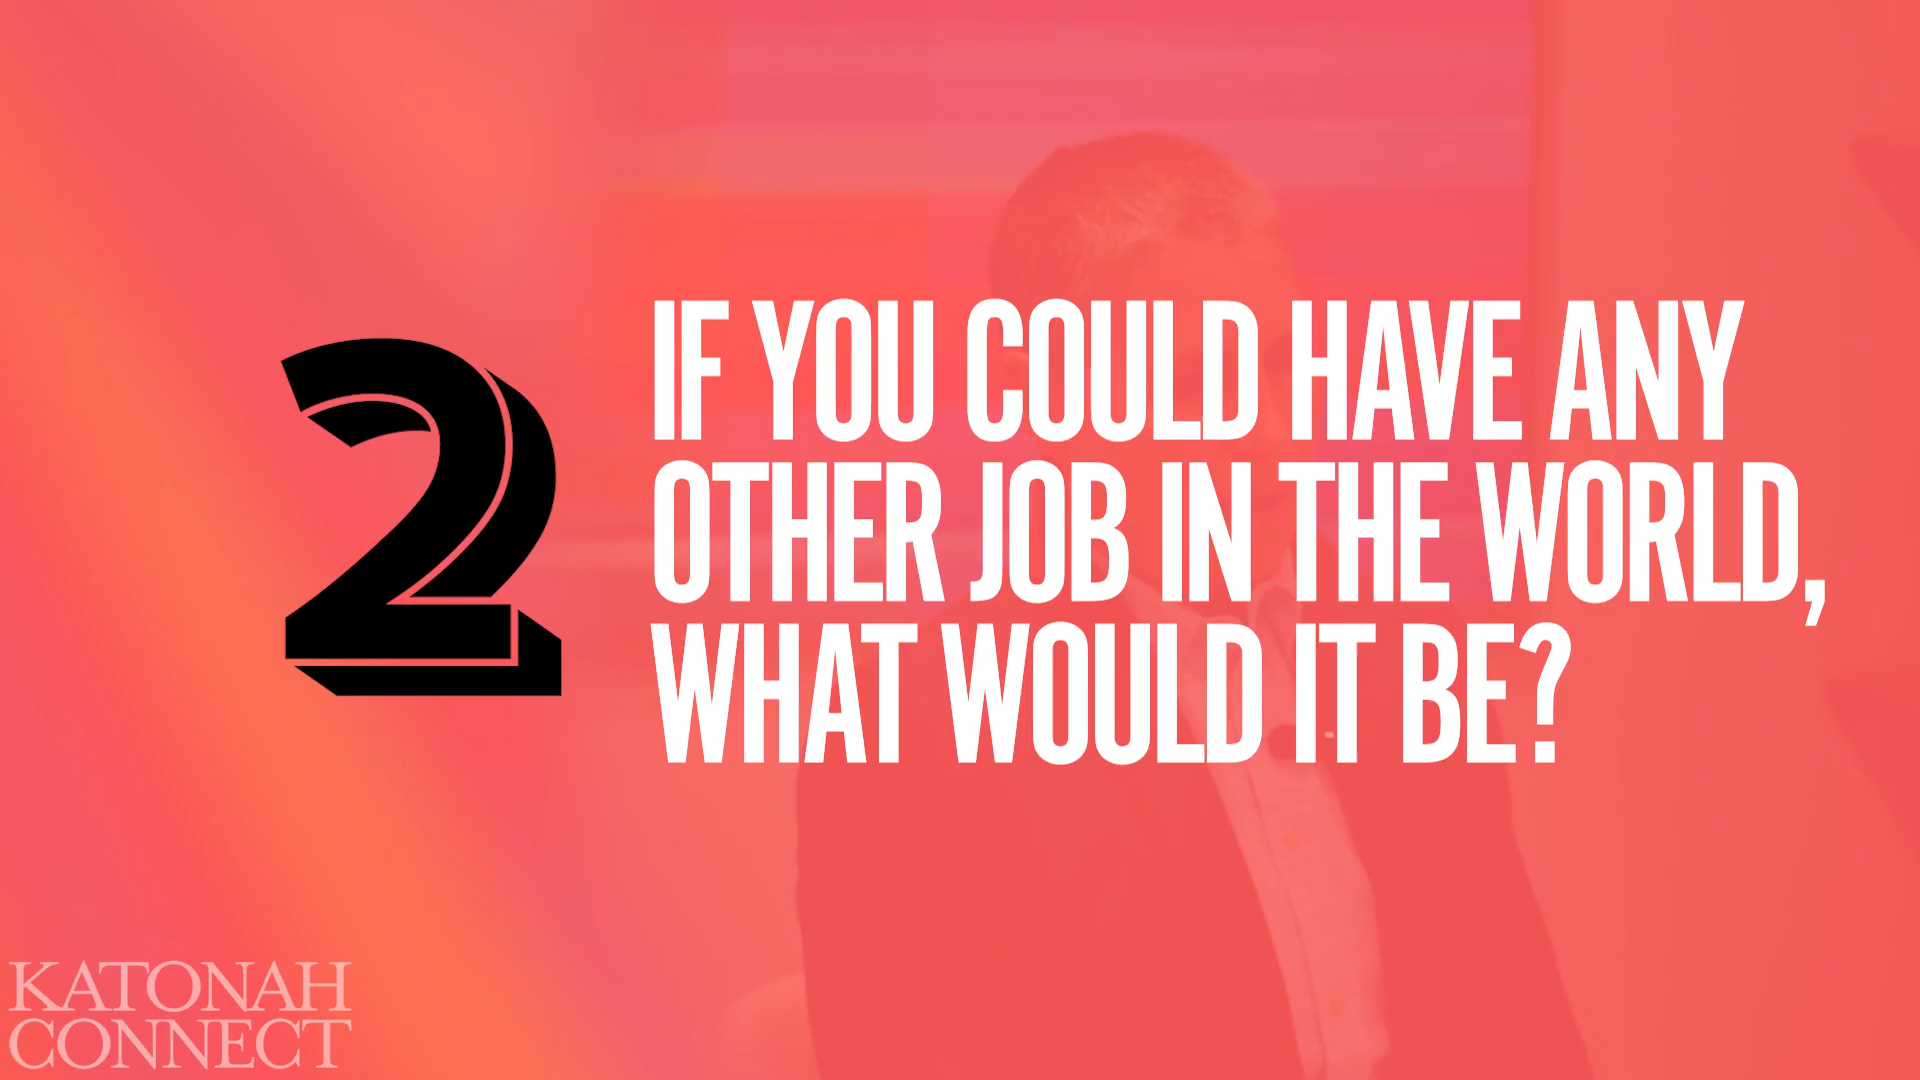 2
IF YOU COULD HAVE ANY
OTHER JOB IN THE WORLD,
WHAT WOULD IT BE?
KATONAH
CONNECT